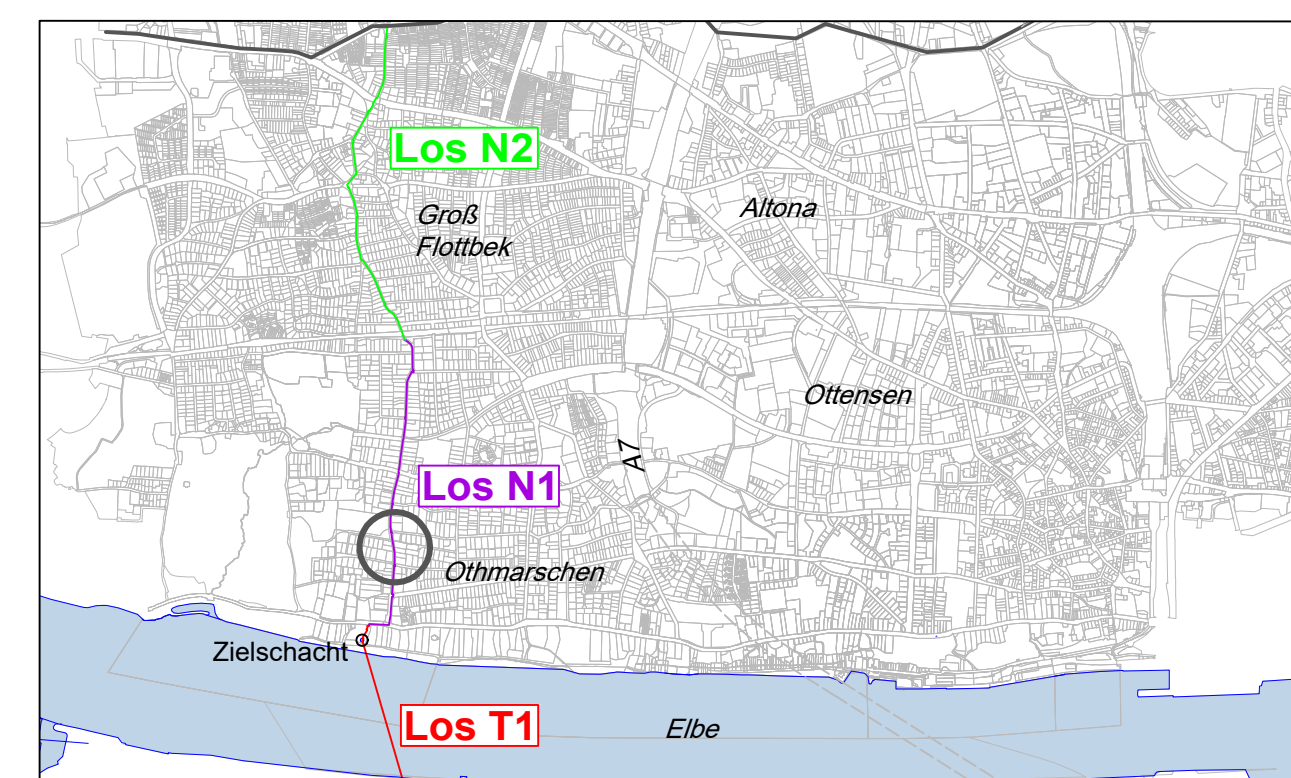 Los N2
Altona
Groß
Flottbek
Ottensen
A7
Los N1
Othmarschen
Zielschacht
Los T1
Elbe